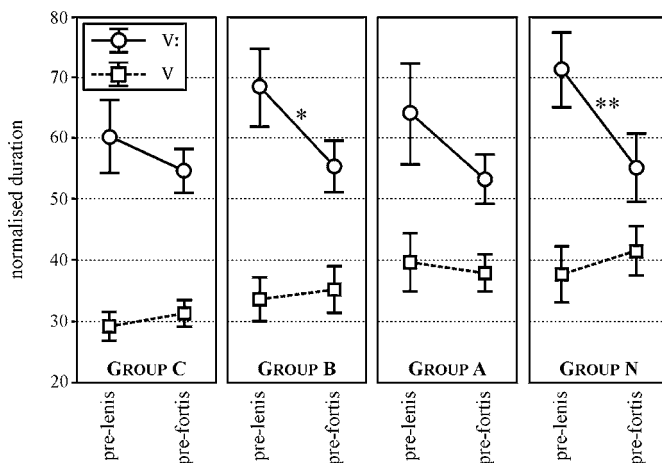 80
70
60
50
40
30
20
normalised duration
V:
V
*
**
GROUP C
GROUP B
GROUP A
GROUP N
pre-lenis
pre-fortis
pre-lenis
pre-fortis
pre-lenis
pre-fortis
pre-lenis
pre-fortis